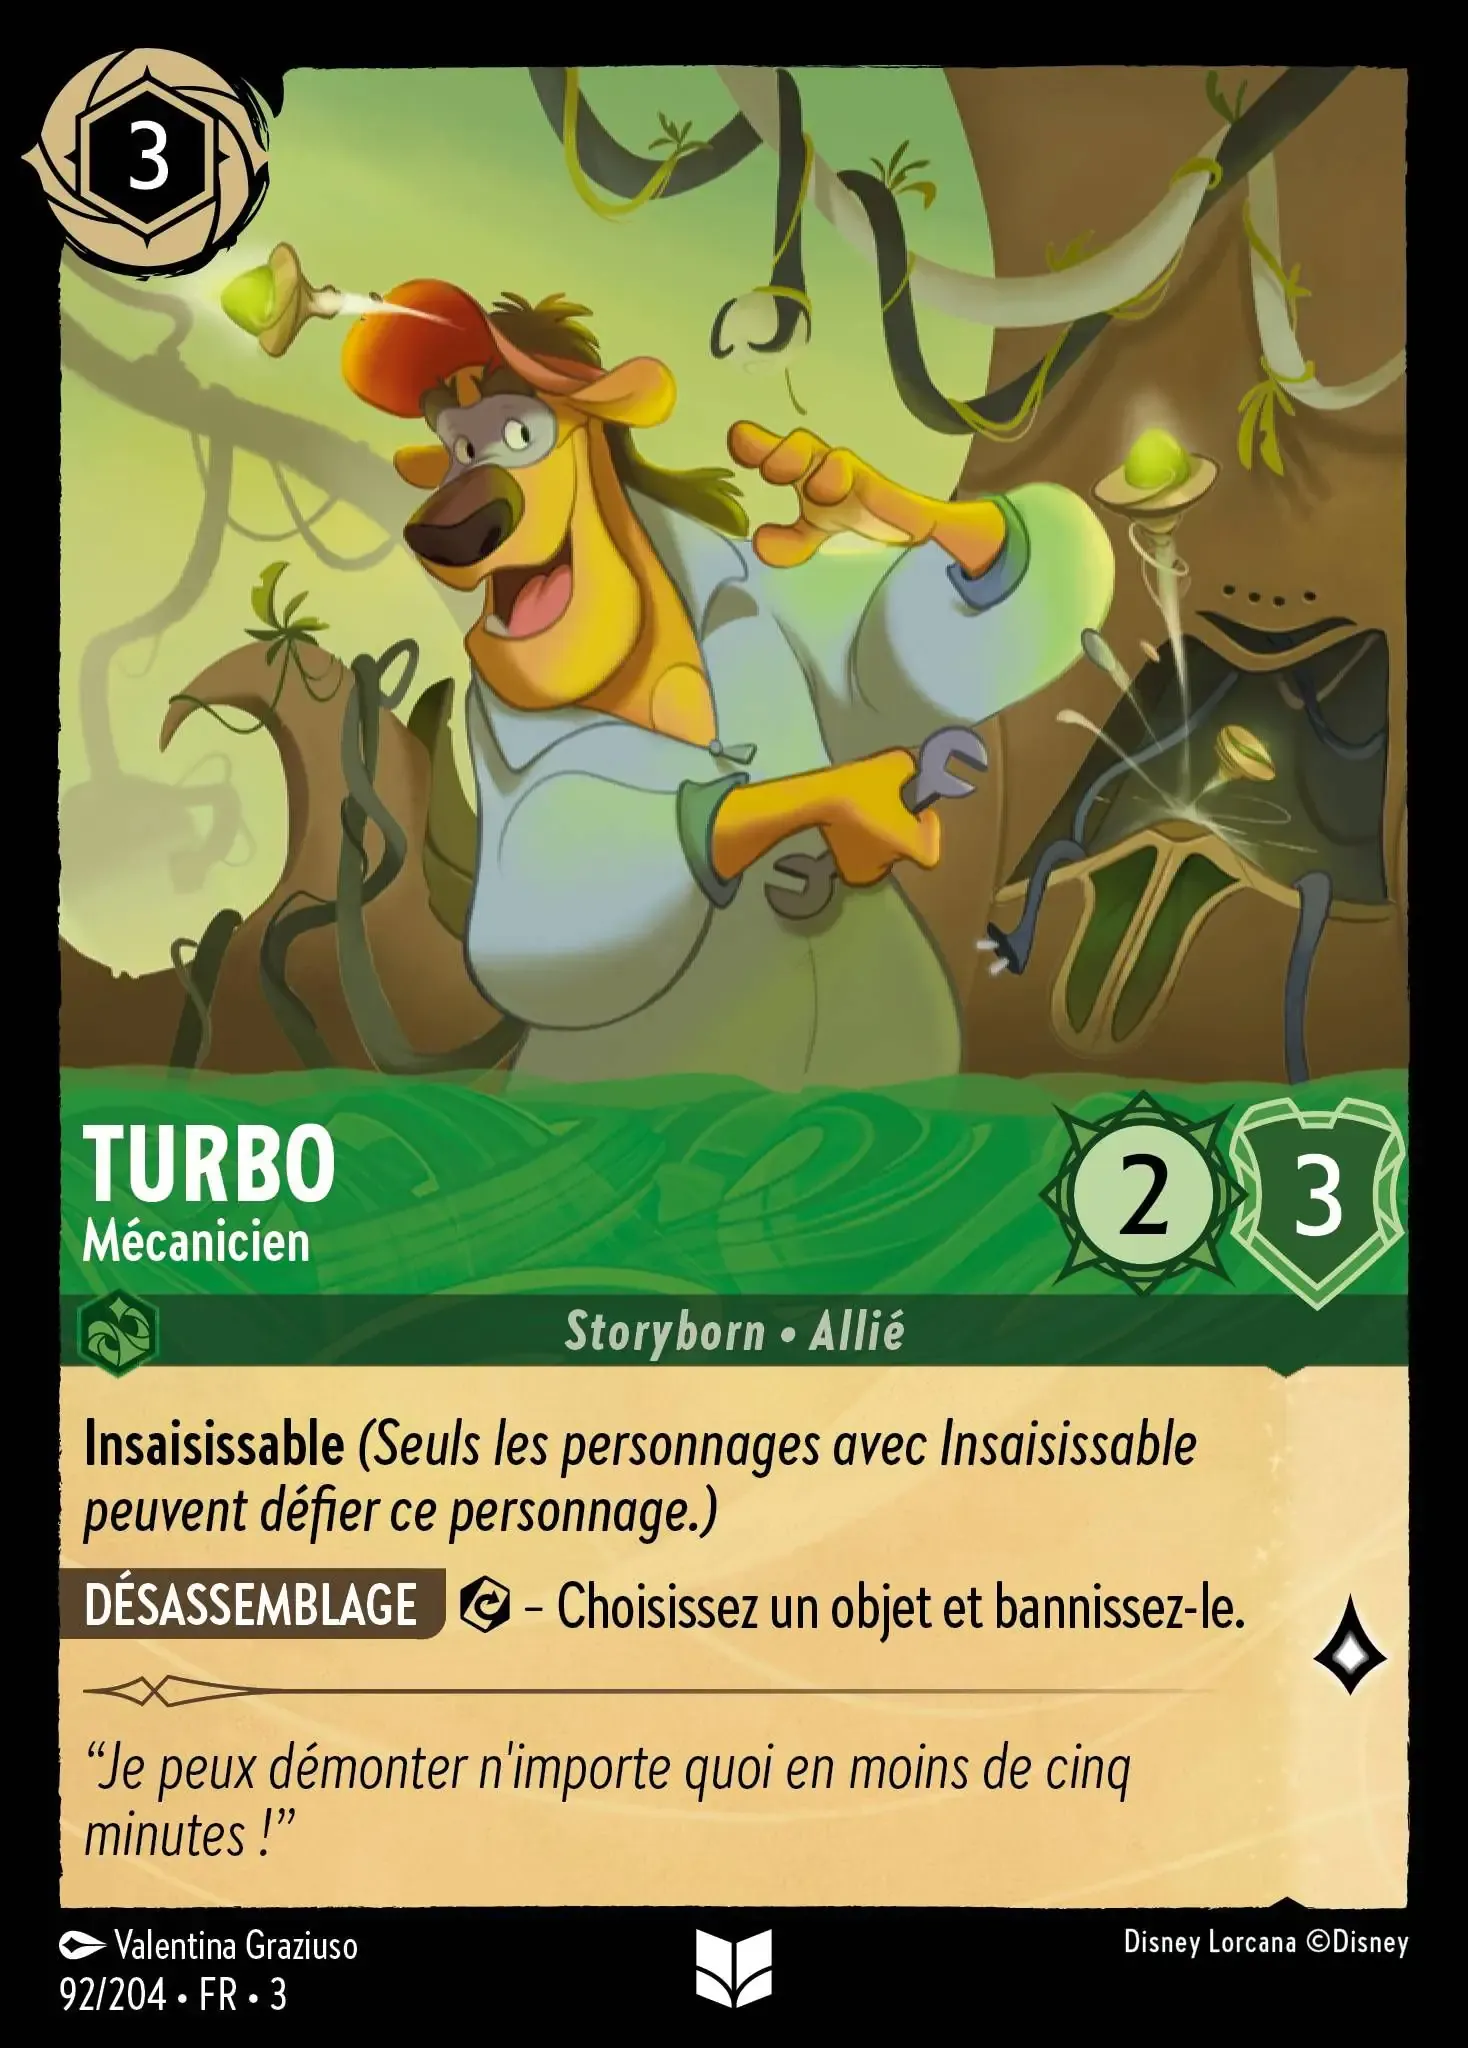 3
TURBO
Mécanicien
2
3
Storyborn • Allié
Insaisissable (Seuls les personnages avec Insaisissable
peuvent défier ce personnage.)
DÉSASSEMBLAGE – Choisissez un objet et bannissez-le.
“Je peux démonter n'importe quoi en moins de cinq
minutes !”
Valentina Graziuso
Disney Lorcana ©Disney
92/204 • FR • 3